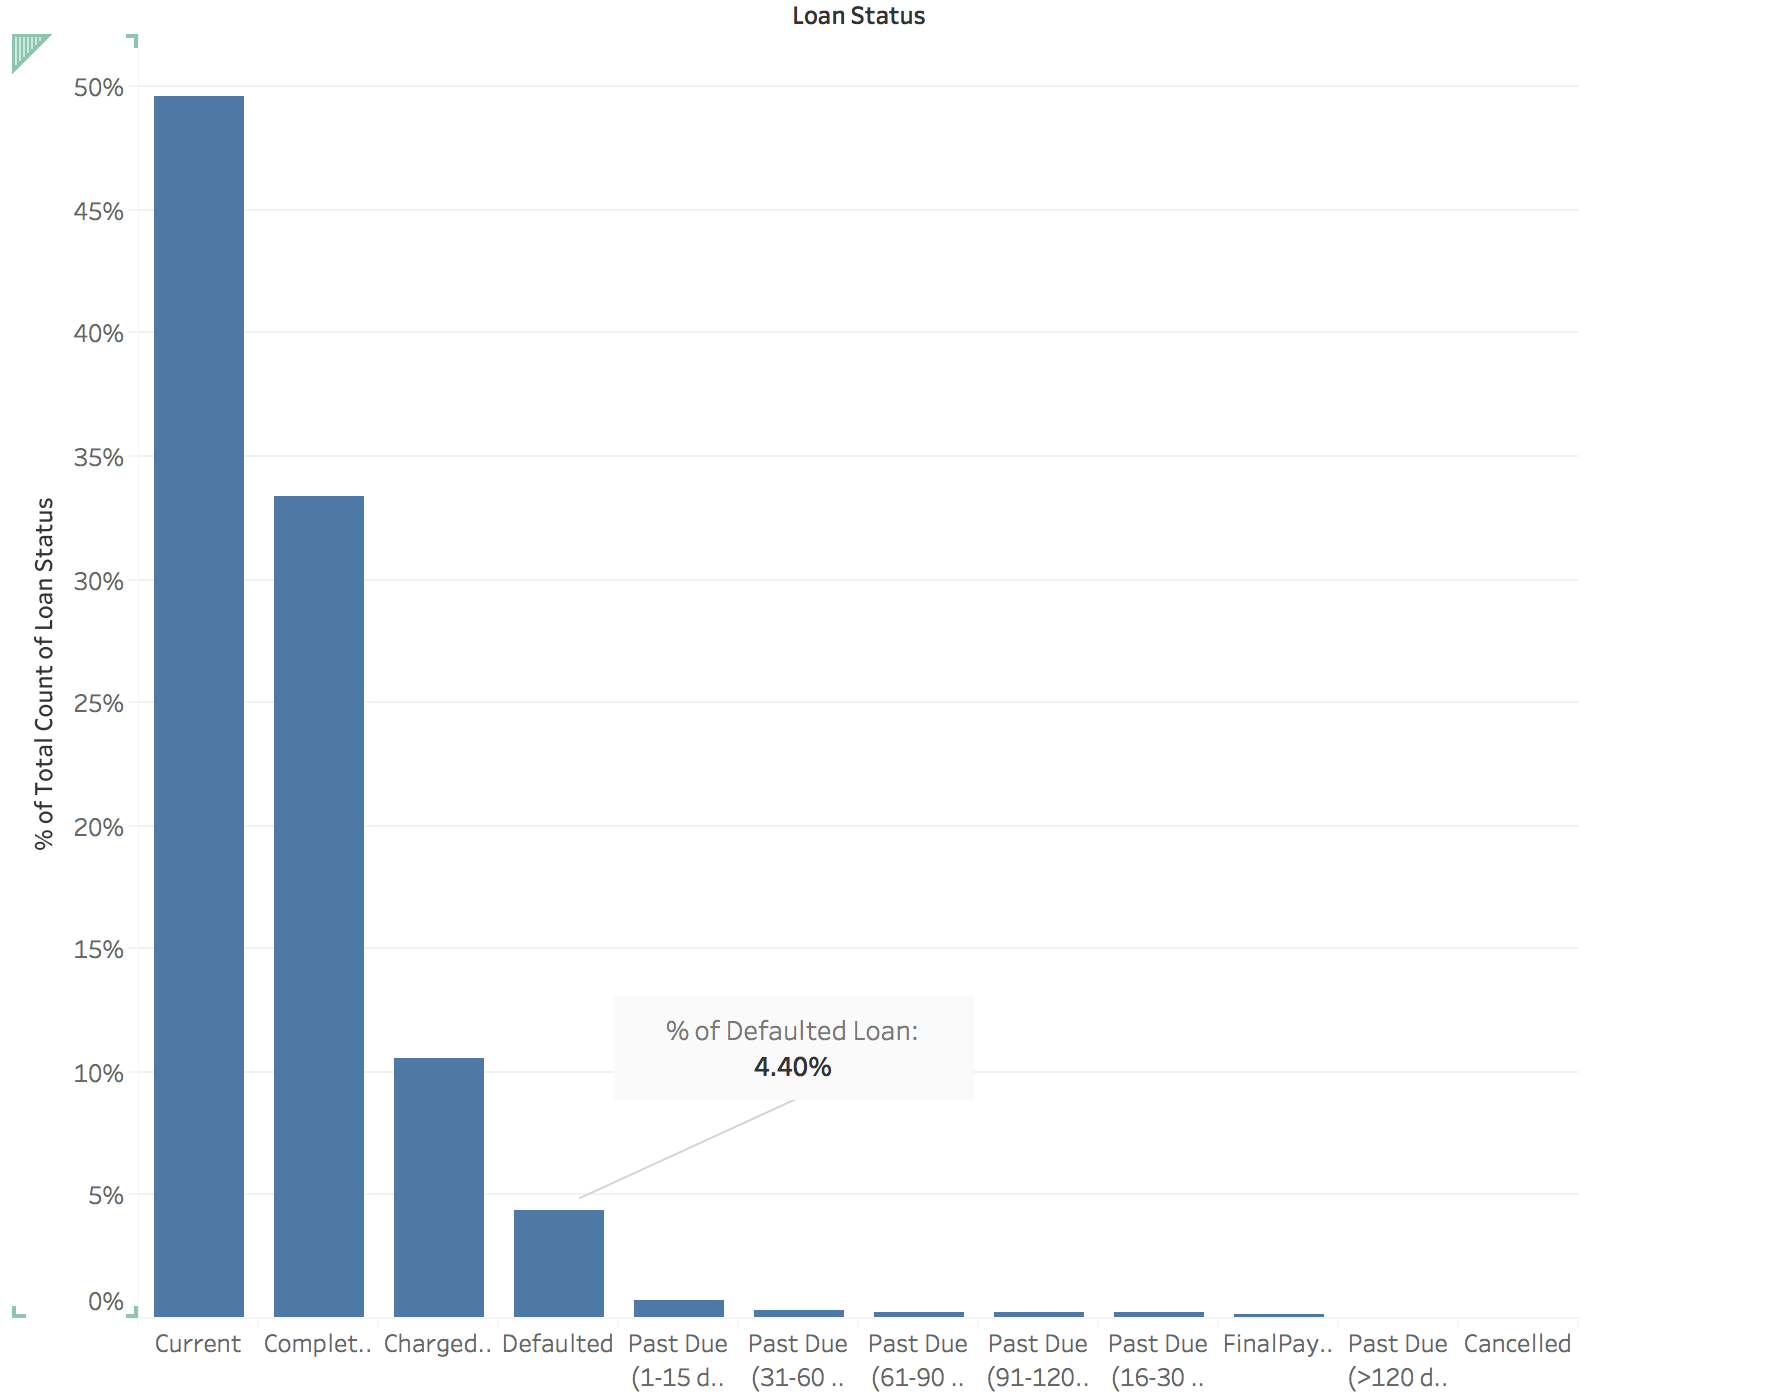 Loan Status
% of Total Count of Loan Status
50%
45%
40%
35%
30%
25%
20%
15%
10%
5%
0%
% of Defaulted Loan:
4.40%
Current
Complet..
Charged..
Defaulted
Past Due
(1-15 d..
Past Due
(31-60 ..
Past Due
(61-90 ..
Past Due
(91-120..
Past Due
(16-30 ..
FinalPay..
Past Due
(>120 d..
Cancelled